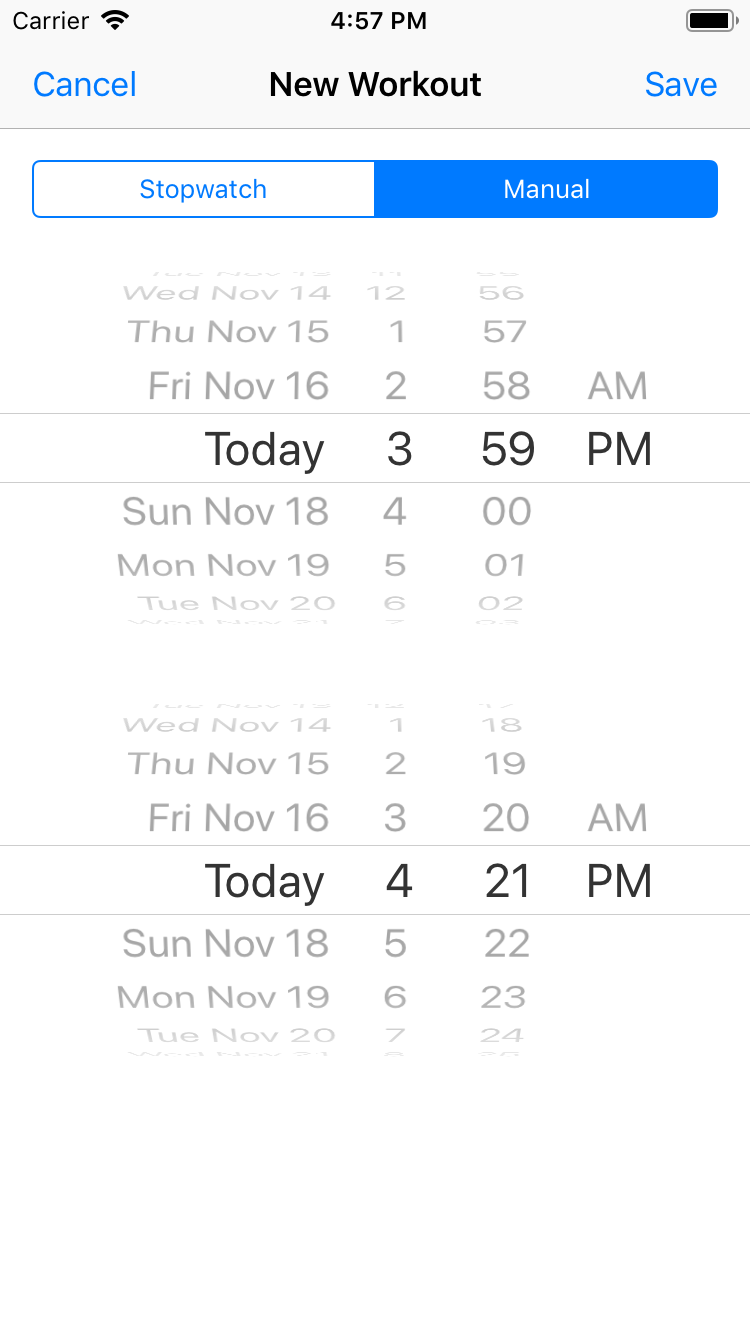 Carrier 4:57 PM
Cancel New Workout Save
Stopwatch Manual
Wed Nov 14 12 56
Thu Nov 15 1 57
Fri Nov 16 2 58 AM
Today 3 59 PM
Sun Nov 18 4 00
Mon Nov 19 5 01
Tue Nov 20 6 02
Wed Nov 14 1 18
Thu Nov 15 2 19
Fri Nov 16 3 20 AM
Today 4 21 PM
Sun Nov 18 5 22
Mon Nov 19 6 23
Tue Nov 20 7 24